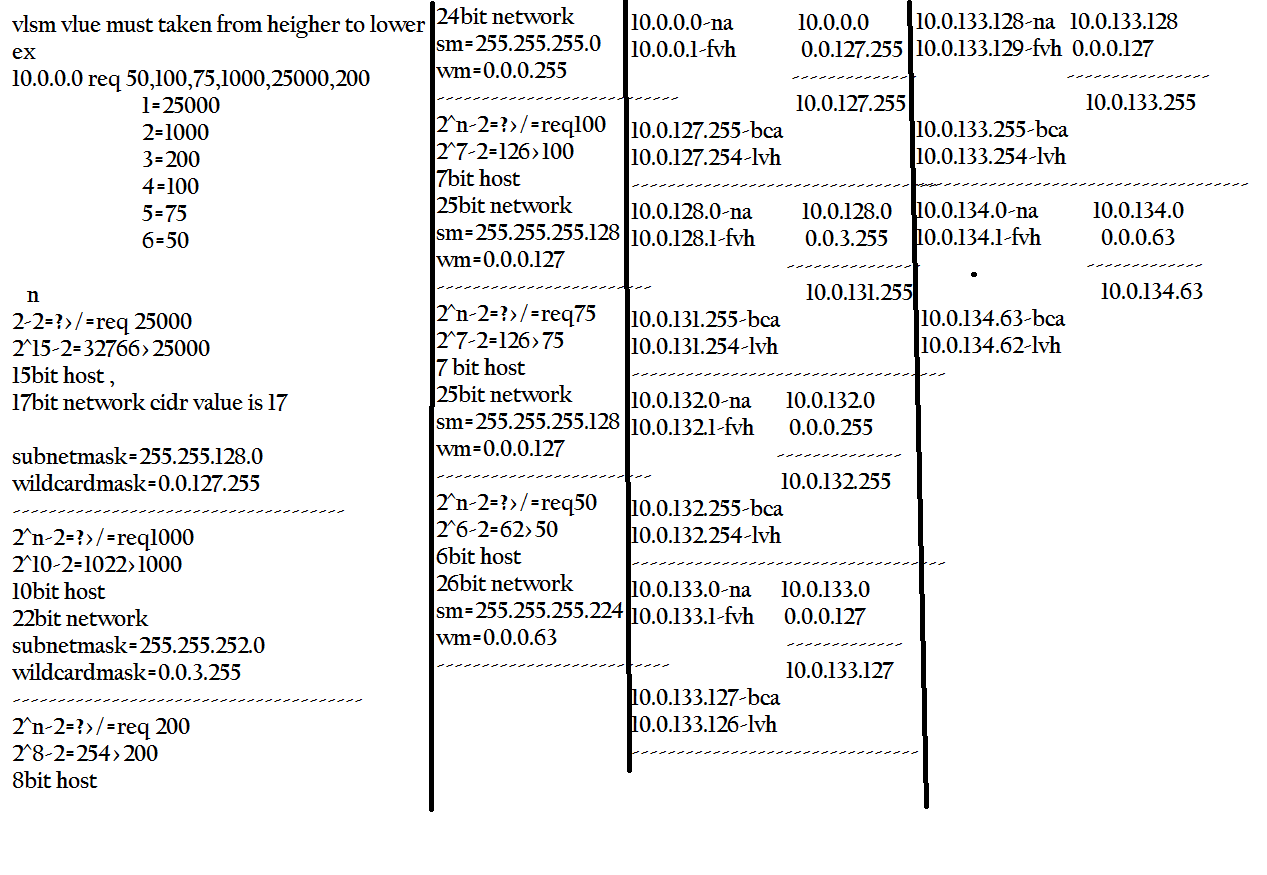 vlsm vlue must taken from heigher to lower
ex
10.0.0.0 req 50,100,75,1000,25000,200
1=25000
2=1000
3=200
4=100
5=75
6=50
n
2-2=?>/=req 25000
2^15-2=32766>25000
15bit host ,
17bit network cidr value is 17
subnetmask=255.255.128.0
wildcardmask=0.0.127.255
-------------------------------------
2^n-2=?>/=req1000
2^10-2=1022>1000
10bit host
22bit network
subnetmask=255.255.252.0
wildcardmask=0.0.3.255
---------------------------------------
2^n-2=?>/=req 200
2^8-2=254>200
8bit host
24bit network
sm=255.255.255.0
wm=0.0.0.255
---------------------------
2^n-2=?>/=req100
2^7-2=126>100
7bit host
25bit network
sm=255.255.255.128
wm=0.0.0.127
------------------------
2^n-2=?>/=req75
2^7-2=126>75
7 bit host
25bit network
sm=255.255.255.128
wm=0.0.0.127
------------------------
2^n-2=?>/=req50
2^6-2=62>50
6bit host
26bit network
sm=255.255.255.224
wm=0.0.0.63
--------------------------
10.0.0.0-na 10.0.0.0
10.0.0.1-fvh 0.0.127.255
--------------
10.0.127.255
10.0.127.255-bca
10.0.127.254-lvh
----------------------------------
10.0.128.0-na 10.0.128.0
10.0.128.1-fvh 0.0.3.255
---------------
10.0.131.255
10.0.131.255-bca
10.0.131.254-lvh
-----------------------------------
10.0.132.0-na 10.0.132.0
10.0.132.1-fvh 0.0.0.255
--------------
10.0.132.255
10.0.132.255-bca
10.0.132.254-lvh
-----------------------------------
10.0.133.0-na 10.0.133.0
10.0.133.1-fvh 0.0.0.127
-------------
10.0.133.127
10.0.133.127-bca
10.0.133.126-lvh
--------------------------------
10.0.133.128-na 10.0.133.128
10.0.133.129-fvh 0.0.0.127
----------------
10.0.133.255
10.0.133.255-bca
10.0.133.254-lvh
-------------------------------------
10.0.134.0-na 10.0.134.0
10.0.134.1-fvh 0.0.0.63
-------------
10.0.134.63
10.0.134.63-bca
10.0.134.62-lvh